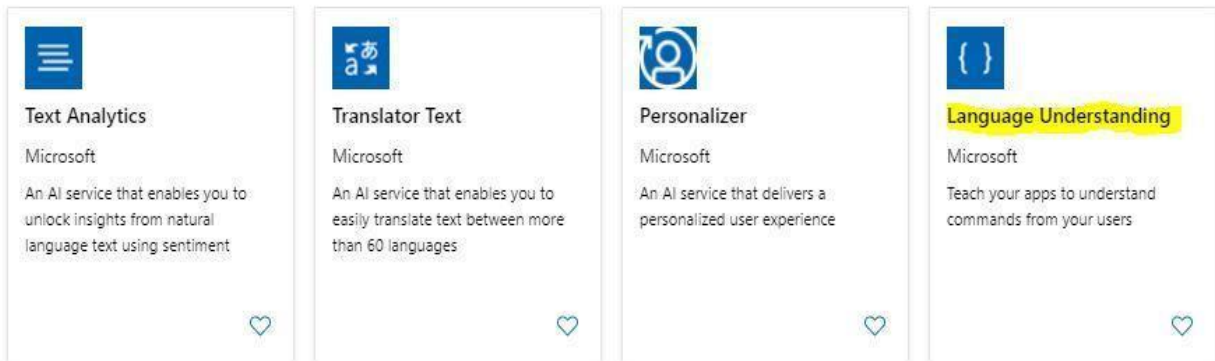 Text Analytics
Microsoft
An AI service that enables you to
unlock insights from natural
language text using sentiment
a あ
Translator Text
Microsoft
An AI service that enables you to
easily translate text between more
than 60 languages
Personalizer
Microsoft
An AI service that delivers a
personalized user experience
{ }
Language Understanding
Microsoft
Teach your apps to understand
commands from your users